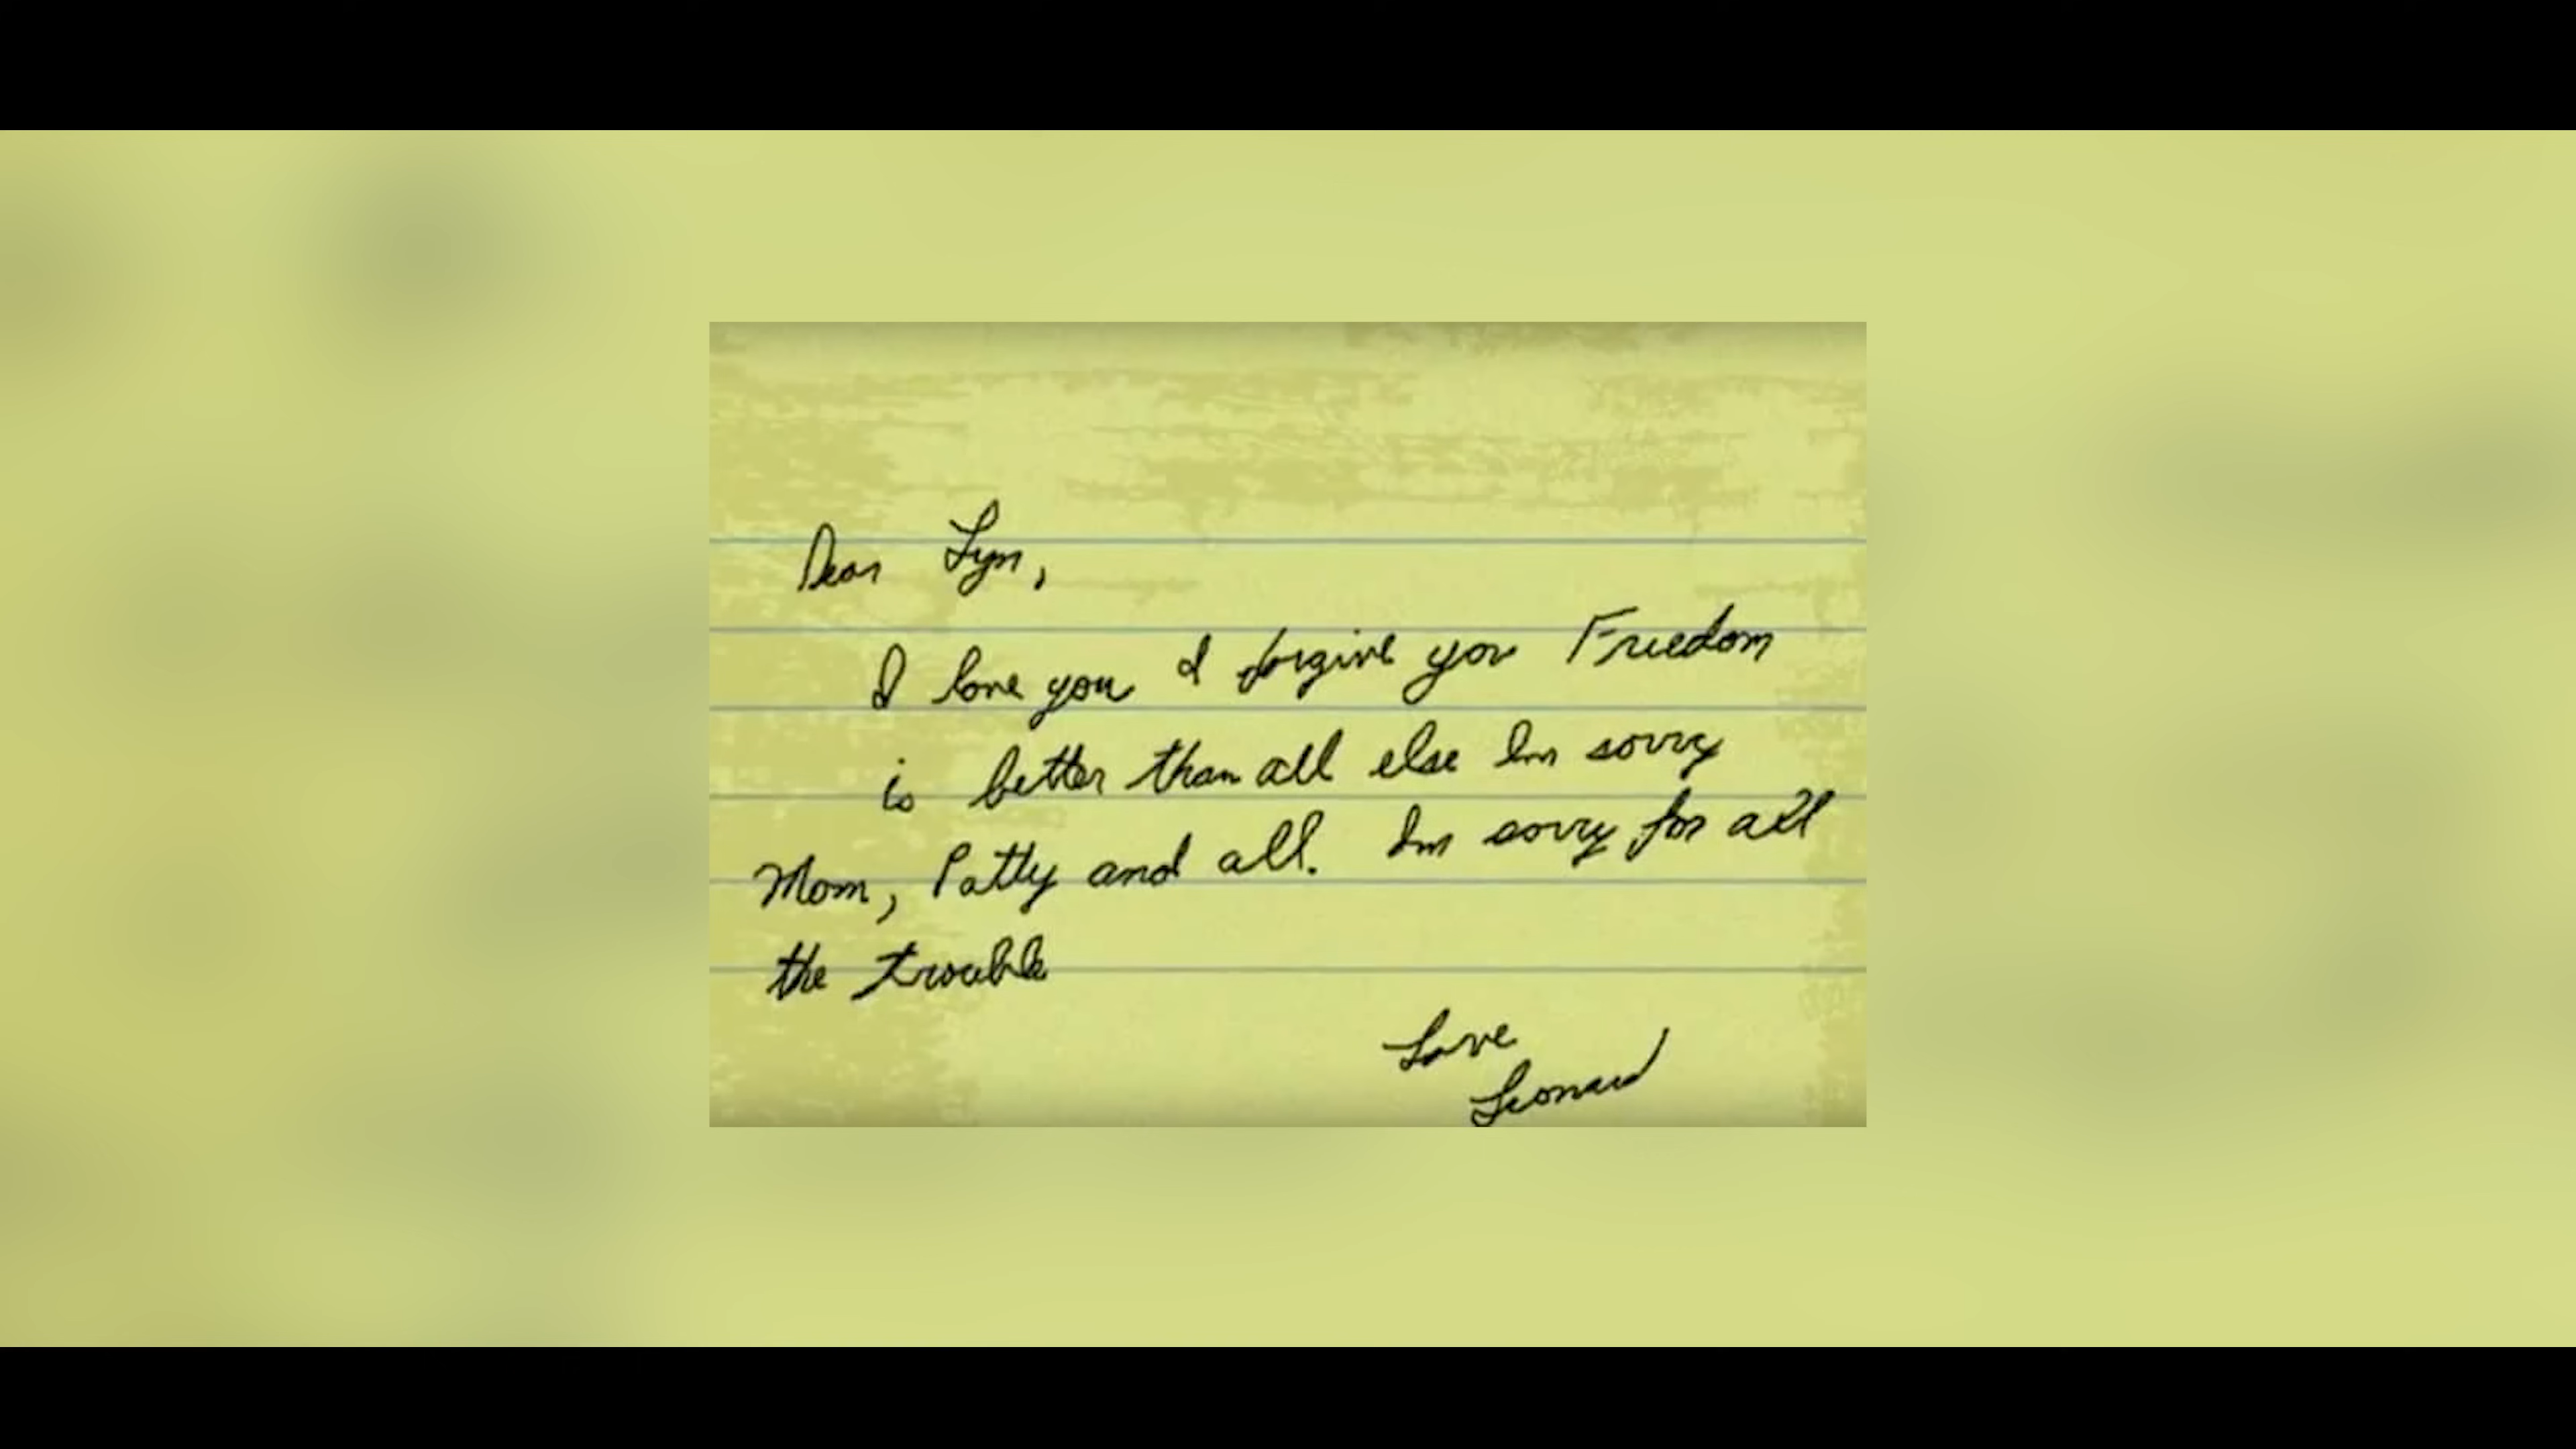 Dear Lyn,
I love you I forgive you Freedom
is better than all else Im sorry
Mom, Patty and all. Im sorry for all
the trouble
Love
Leonard